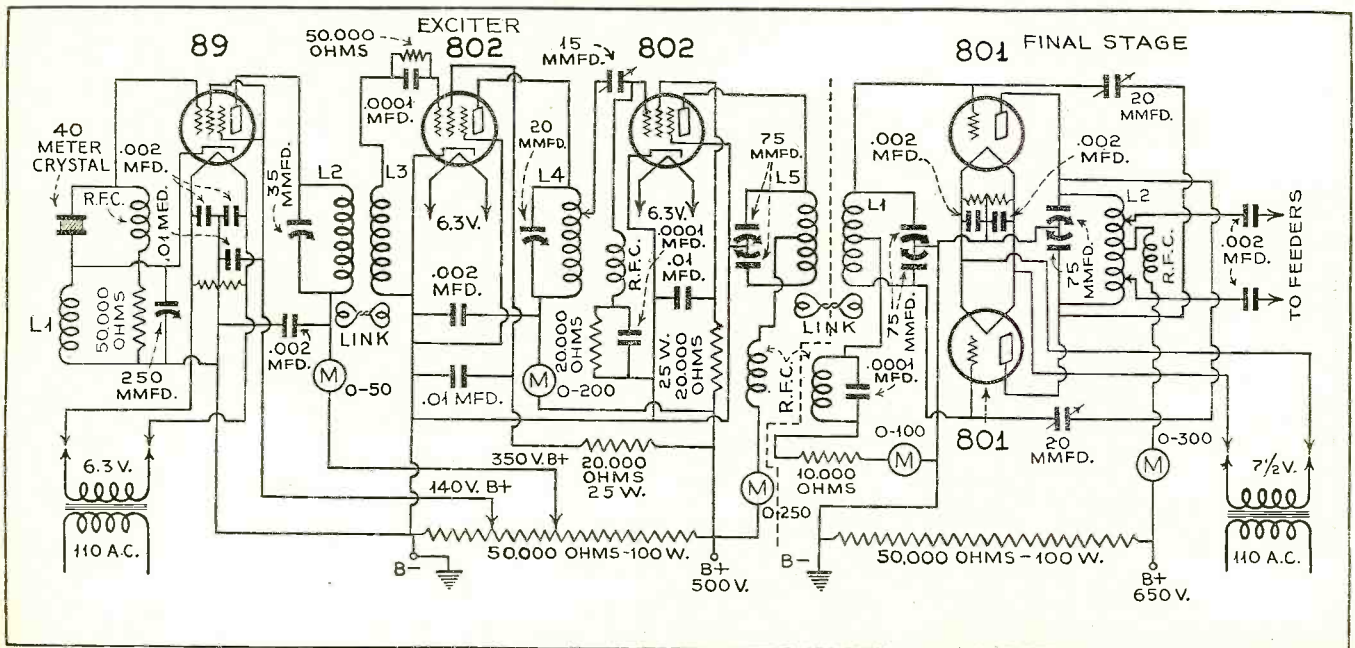 EXCITER
FINAL STAGE
89
802
802
801
50,000
OHMS
.0001
MFD.
15
MMFD.
20
MMFD.
40
METER
CRYSTAL
R.F.C.
.002
MFD.
.01 MFD.
35
MMFD.
L2
L3
L4
L1
50,000
OHMS
250
MMFD.
.002
MFD.
LINK
M
0-50
6.3 V.
.002
MFD.
.01 MFD.
20
MMFD.
R.F.C.
20,000
OHMS
M
0-200
6.3 V.
.0001
MFD.
.01
MFD.
25 W.
20,000
OHMS
75
MMFD.
L5
LINK
R.F.C.
L1
75 MMFD.
.0001
MFD.
.002
MFD.
.002
MFD.
L2
75
MMFD.
R.F.C.
.002
MFD.
TO FEEDERS
801
20
MMFD.
0-100
M
10,000
OHMS
0-300
M
7½ V.
110 A.C.
6.3 V.
110 A.C.
350 V. B+
140 V. B+
20,000
OHMS
25 W.
M
0-250
50,000 OHMS-100 W.
50,000 OHMS-100 W.
B-
B+
500 V.
B-
B+
650 V.